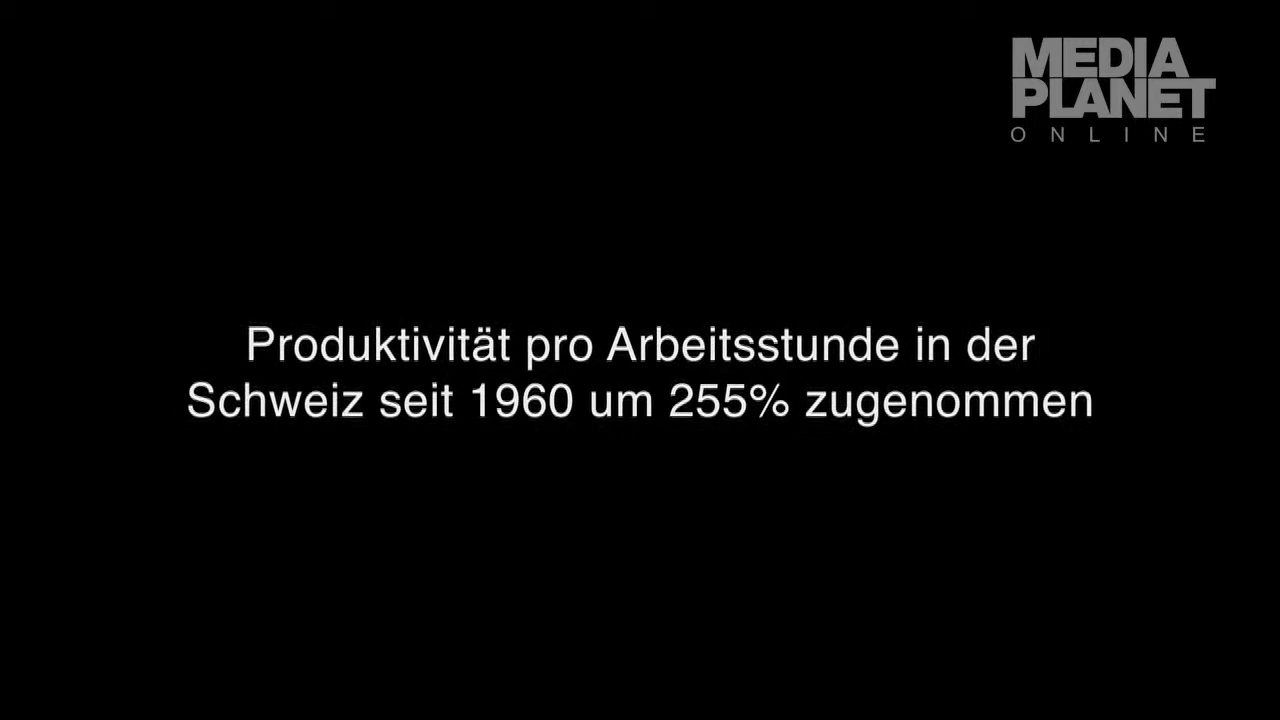 MEDIA
PLANET
ONLINE
Produktivität pro Arbeitsstunde in der
Schweiz seit 1960 um 255% zugenommen